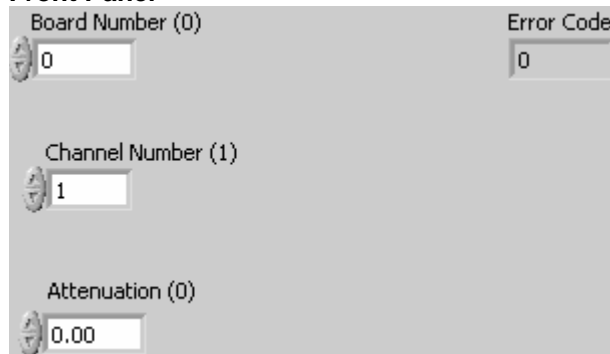 Front Panel
Board Number (0)
Error Code
0
0
Channel Number (1)
1
Attenuation (0)
0.00